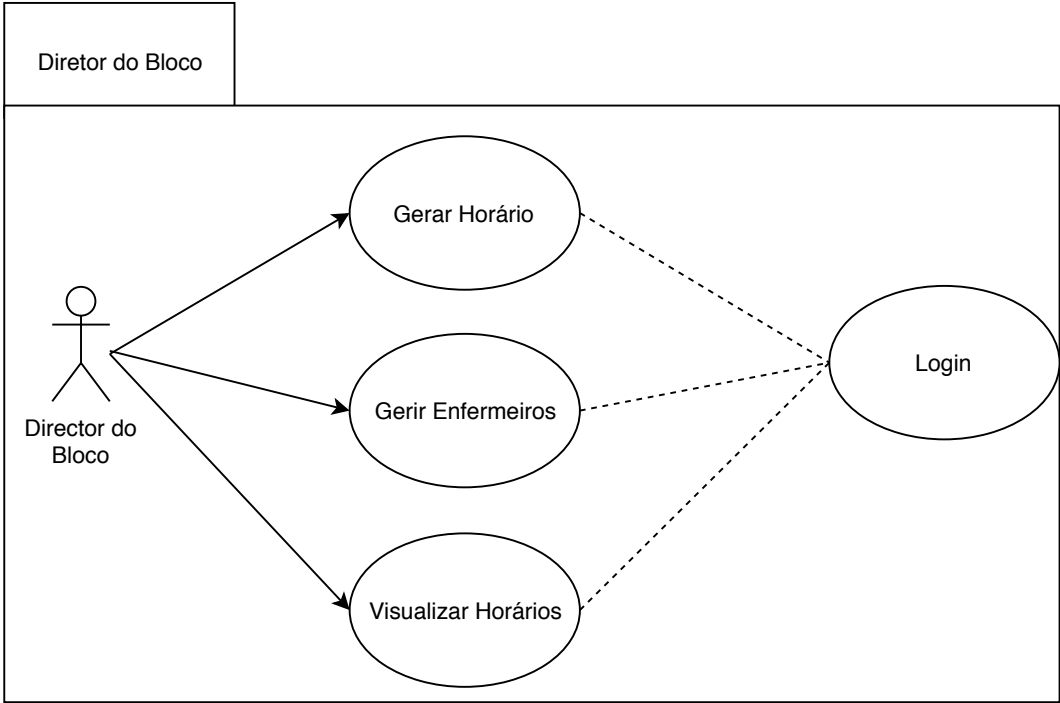 Diretor do Bloco
Gerar Horário
Login
Gerir Enfermeiros
Director do
Bloco
Visualizar Horários